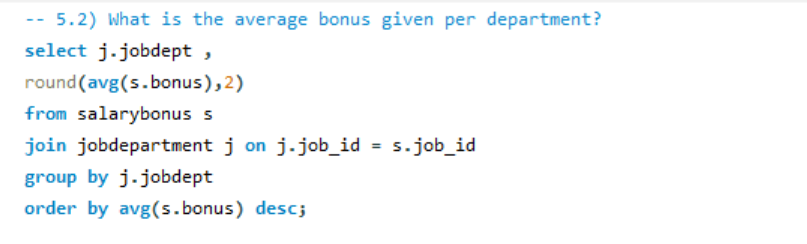 -- 5.2) What is the average bonus given per department?
select j.jobdept ,
round(avg(s.bonus),2)
from salarybonus s
join jobdepartment j on j.job_id = s.job_id
group by j.jobdept
order by avg(s.bonus) desc;